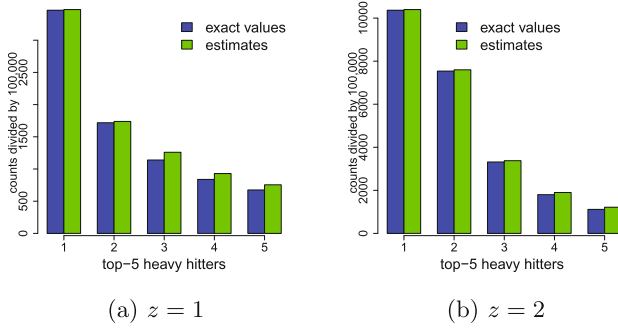 exact values
estimates
counts divided by 100,000
0
500
1500
2500
1 2 3 4 5
top−5 heavy hitters
(a) z = 1
exact values
estimates
counts divided by 100,000
0
2000
4000
6000
8000
10000
1 2 3 4 5
top−5 heavy hitters
(b) z = 2